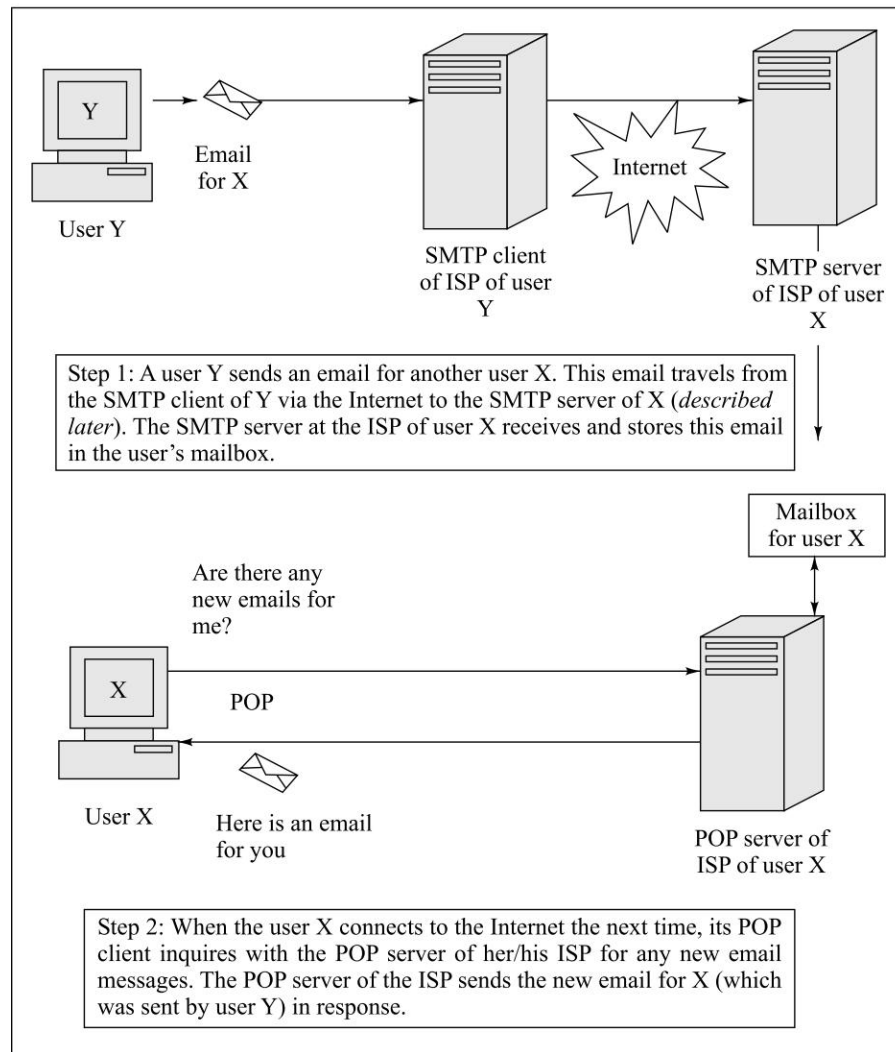 Y
Email
for X
User Y
Internet
SMTP client
of ISP of user
Y
SMTP server
of ISP of user
X
Step 1: A user Y sends an email for another user X. This email travels from
the SMTP client of Y via the Internet to the SMTP server of X (described
later). The SMTP server at the ISP of user X receives and stores this email
in the user’s mailbox.
Mailbox
for user X
Are there any
new emails for
me?
X
POP
User X
Here is an email
for you
POP server of
ISP of user X
Step 2: When the user X connects to the Internet the next time, its POP
client inquires with the POP server of her/his ISP for any new email
messages. The POP server of the ISP sends the new email for X (which
was sent by user Y) in response.